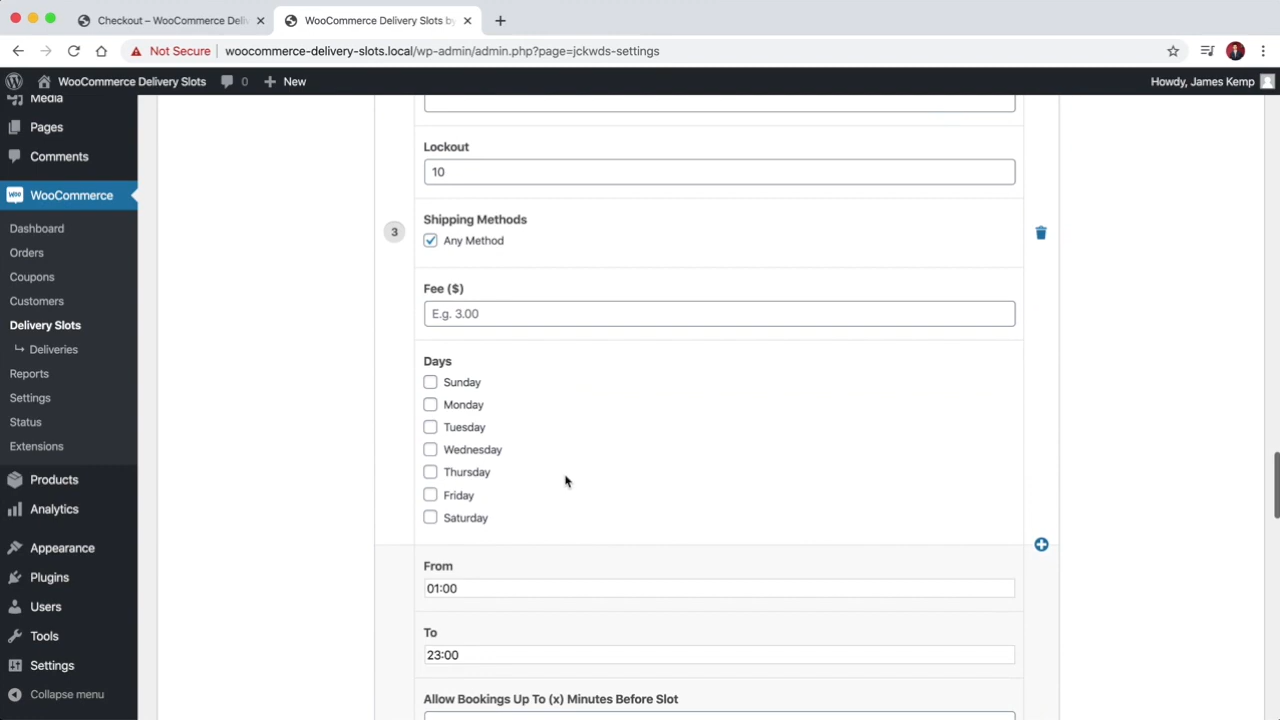 Checkout – WooCommerce Deli
WooCommerce Delivery Slots by
Not Secure
woocommerce-delivery-slots.local/wp-admin/admin.php?page=jckwds-settings
WooCommerce Delivery Slots
0
New
Howdy, James Kemp
Media
Pages
Comments
WooCommerce
Dashboard
Orders
Coupons
Customers
Delivery Slots
Deliveries
Reports
Settings
Status
Extensions
Products
Analytics
Appearance
Plugins
Users
Tools
Settings
Collapse menu
Lockout
10
3
Shipping Methods
Any Method
Fee ($)
E.g. 3.00
Days
Sunday
Monday
Tuesday
Wednesday
Thursday
Friday
Saturday
From
01:00
To
23:00
Allow Bookings Up To (x) Minutes Before Slot